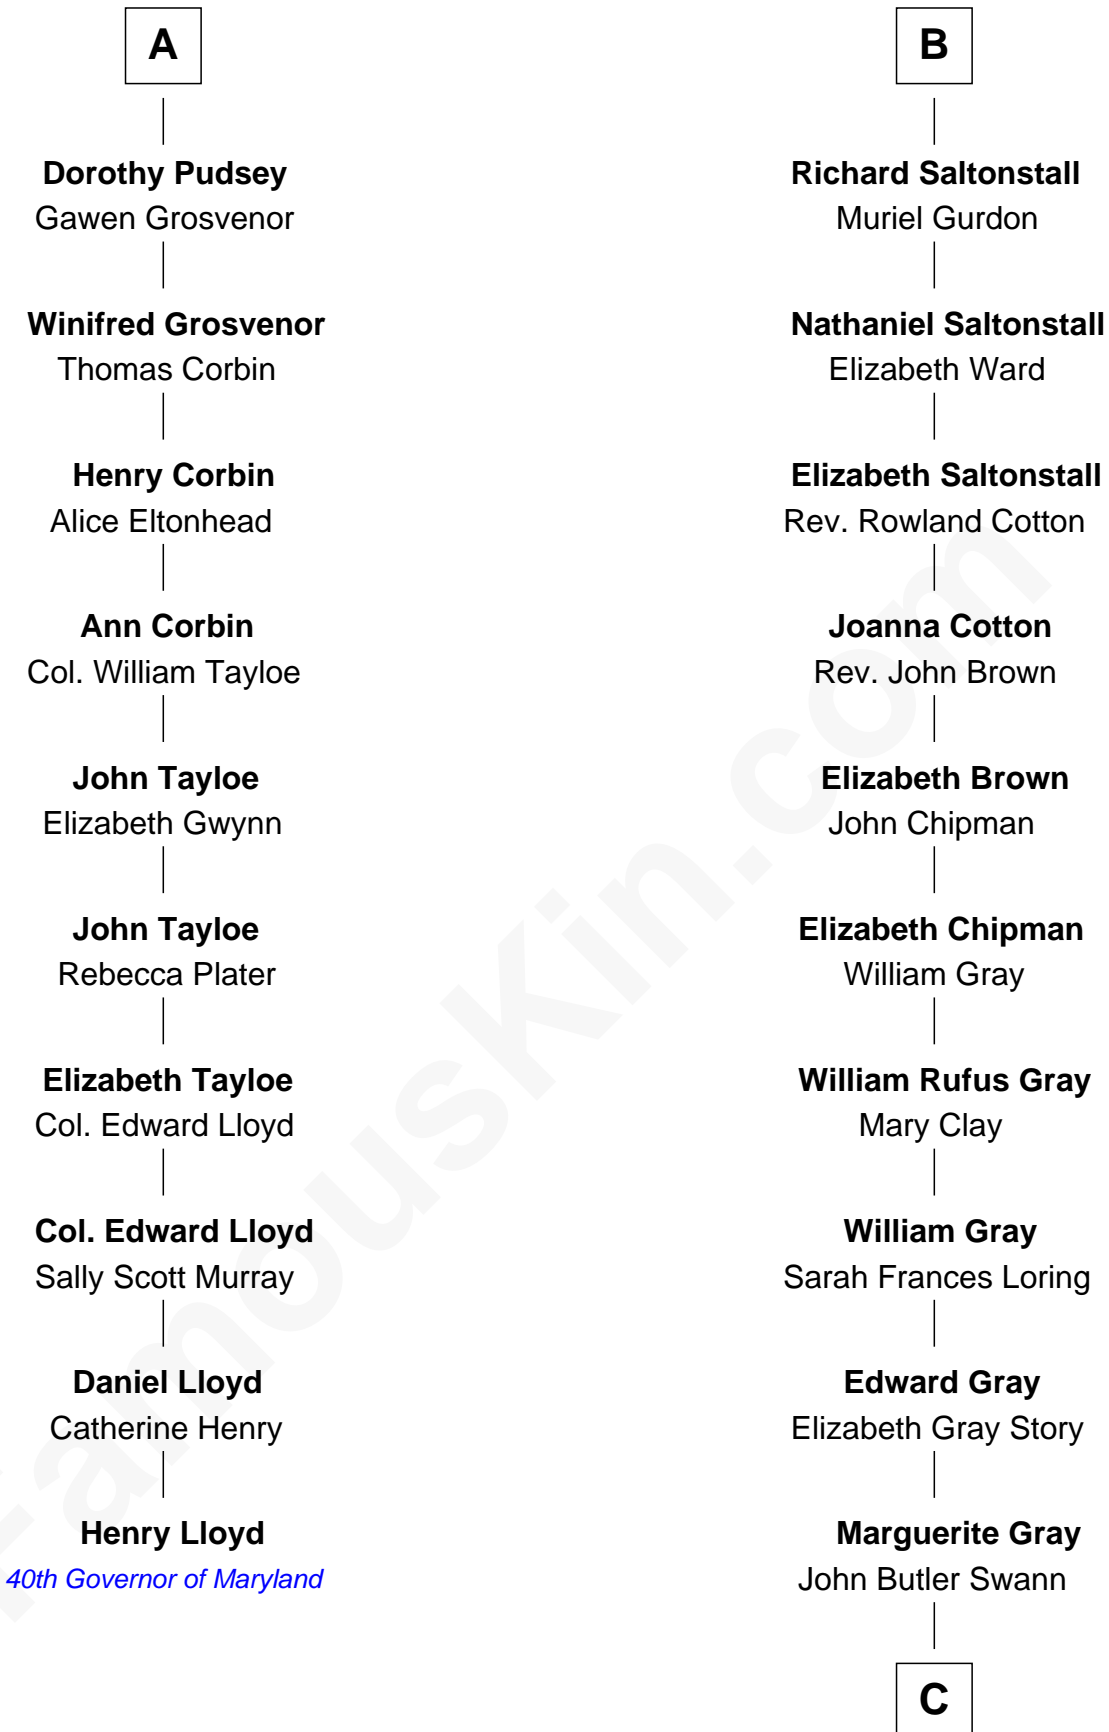 A
Dorothy Pudsey
Gawen Grosvenor
Winifred Grosvenor
Thomas Corbin
Henry Corbin
Alice Eltonhead
Ann Corbin
Col. William Tayloe
John Tayloe
Elizabeth Gwynn
John Tayloe
Rebecca Plater
Elizabeth Tayloe
Col. Edward Lloyd
Col. Edward Lloyd
Sally Scott Murray
Daniel Lloyd
Catherine Henry
Henry Lloyd
40th Governor of Maryland
B
Richard Saltonstall
Muriel Gurdon
Nathaniel Saltonstall
Elizabeth Ward
Elizabeth Saltonstall
Rev. Rowland Cotton
Joanna Cotton
Rev. John Brown
Elizabeth Brown
John Chipman
Elizabeth Chipman
William Gray
William Rufus Gray
Mary Clay
William Gray
Sarah Frances Loring
Edward Gray
Elizabeth Gray Story
Marguerite Gray
John Butler Swann
C
FamousKin.com